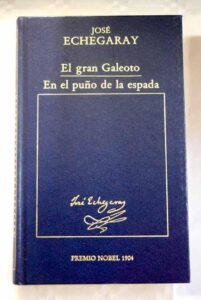 JOSÉ
ECHEGARAY
El gran Galeoto
En el puño de la espada
José Echegaray
PREMIO NOBEL 1904